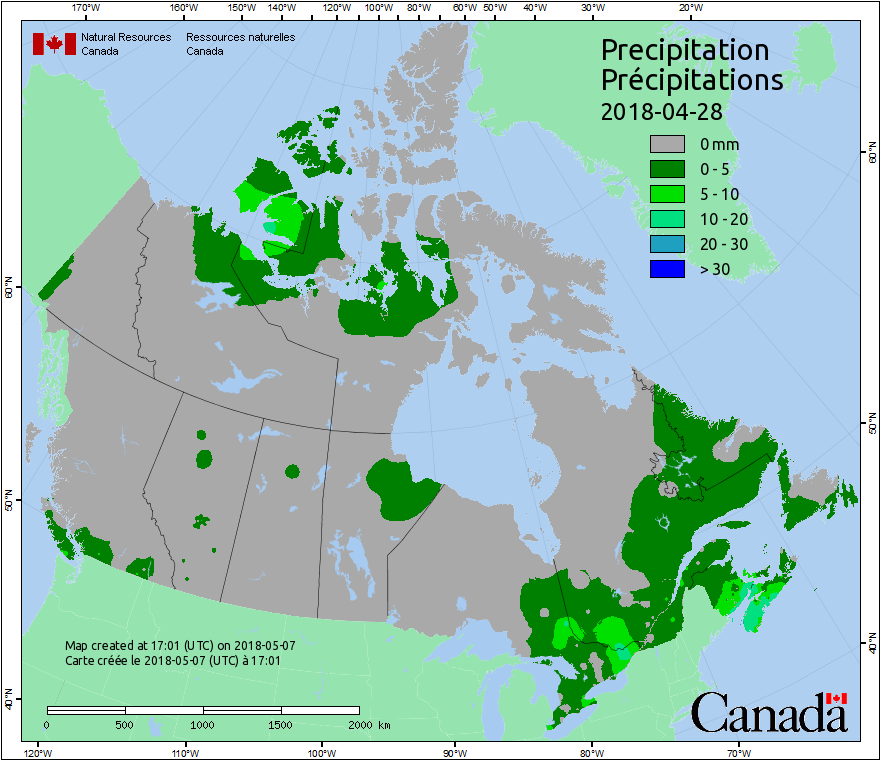 170°W 160°W 150°W 140°W 120°W 100°W 80°W 60°W 50°W 40°W 30°W 20°W
Natural Resources Ressources naturelles
Canada Canada
Precipitation
Précipitations
2018-04-28
0 mm
0 - 5
5 - 10
10 - 20
20 - 30
> 30
60°N
60°N
50°N
50°N
40°N
40°N
Map created at 17:01 (UTC) on 2018-05-07
Carte créée le 2018-05-07 (UTC) à 17:01
0 500 1000 1500 2000 km
Canada
120°W 110°W 100°W 90°W 80°W 70°W